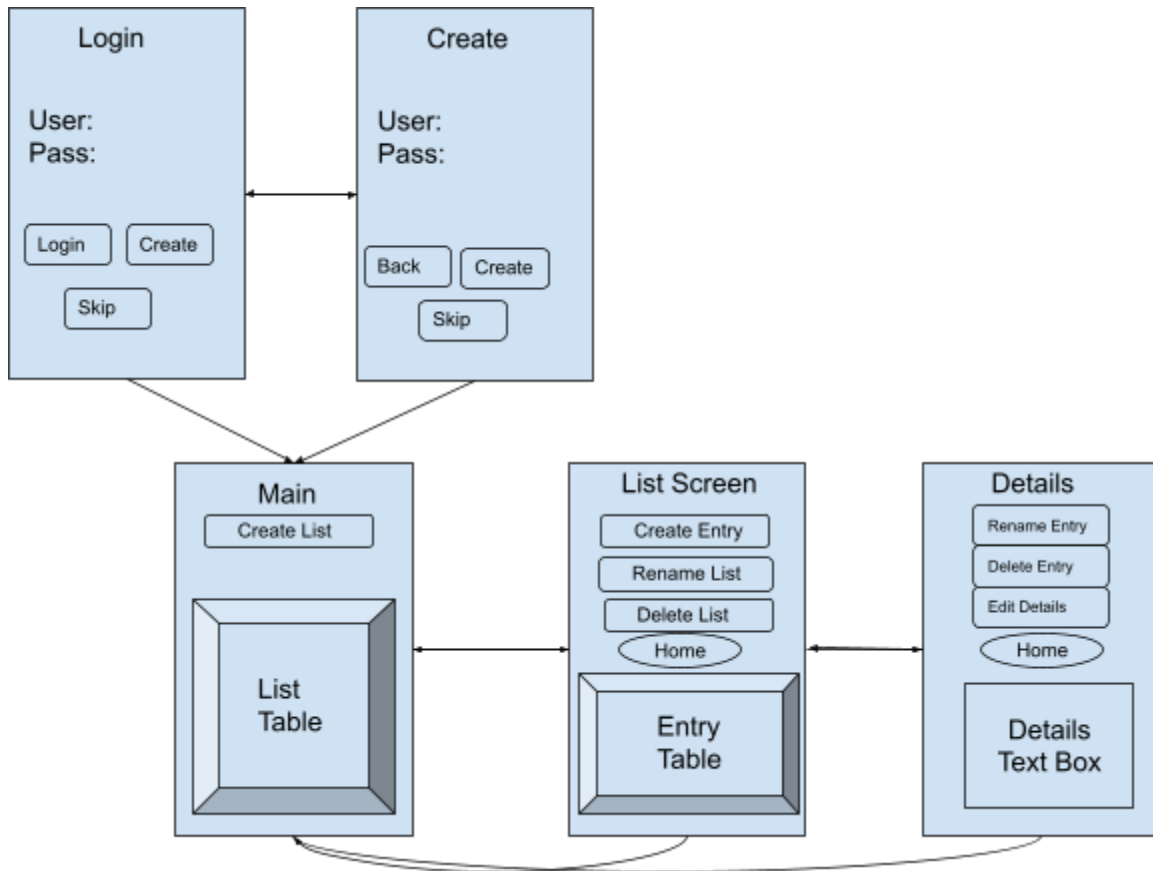 Login
User:
Pass:
Login
Create
Skip
Create
User:
Pass:
Back
Create
Skip
Main
Create List
List
Table
List Screen
Create Entry
Rename List
Delete List
Home
Entry
Table
Details
Rename Entry
Delete Entry
Edit Details
Home
Details
Text Box